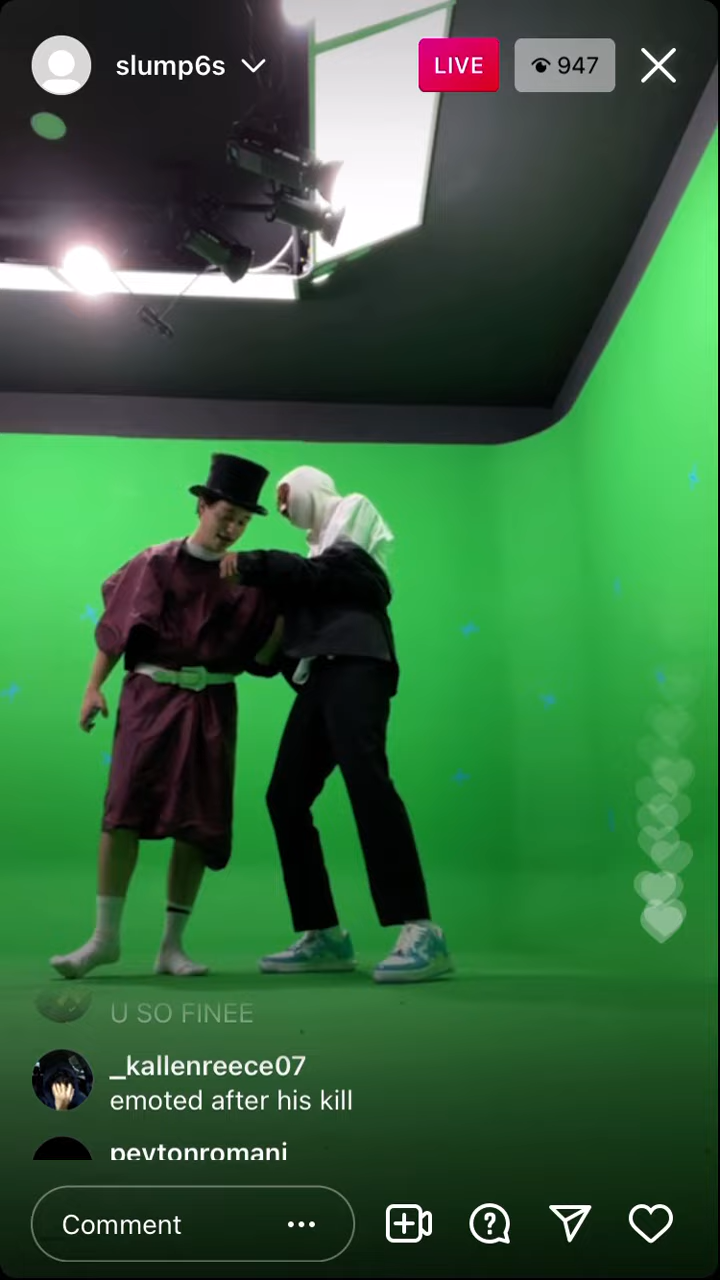 slump6s
LIVE
947
U SO FINEE
_kallenreece07
emoted after his kill
peytonromani
Comment